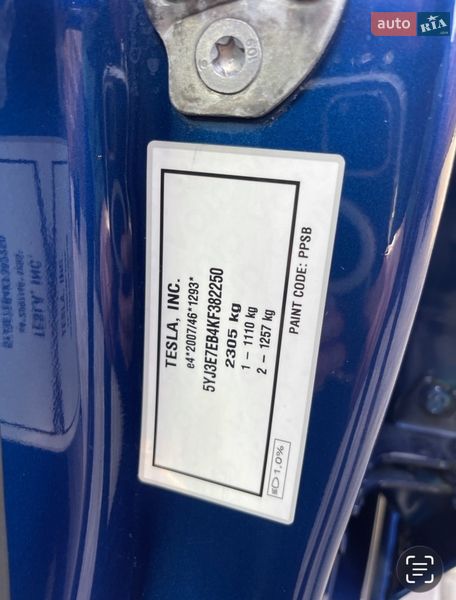 auto RIA
.com
TESLA, INC.
e4*2007/46*1293*
5YJ3E7EB4KF382250
2305 kg
1 – 1110 kg
2 – 1257 kg
PAINT CODE: PPSB
1,0%